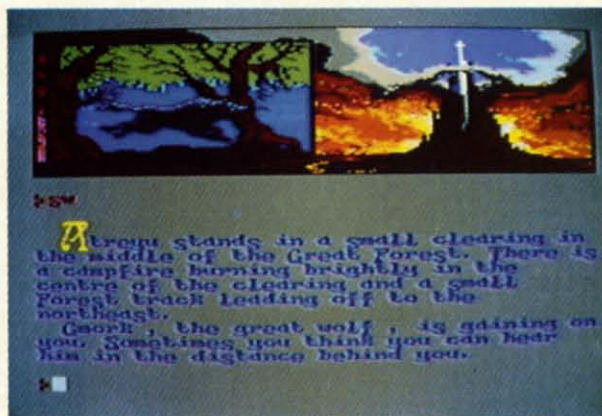 >sw
Atreyu stands in a small clearing in
the middle of the Great Forest. There is
a campfire burning brightly in the
centre of the clearing and a small
Forest track leading off to the
northeast.
Gmork , the great wolf , is gaining on
you. Sometimes you think you can hear
him in the distance behind you.
>